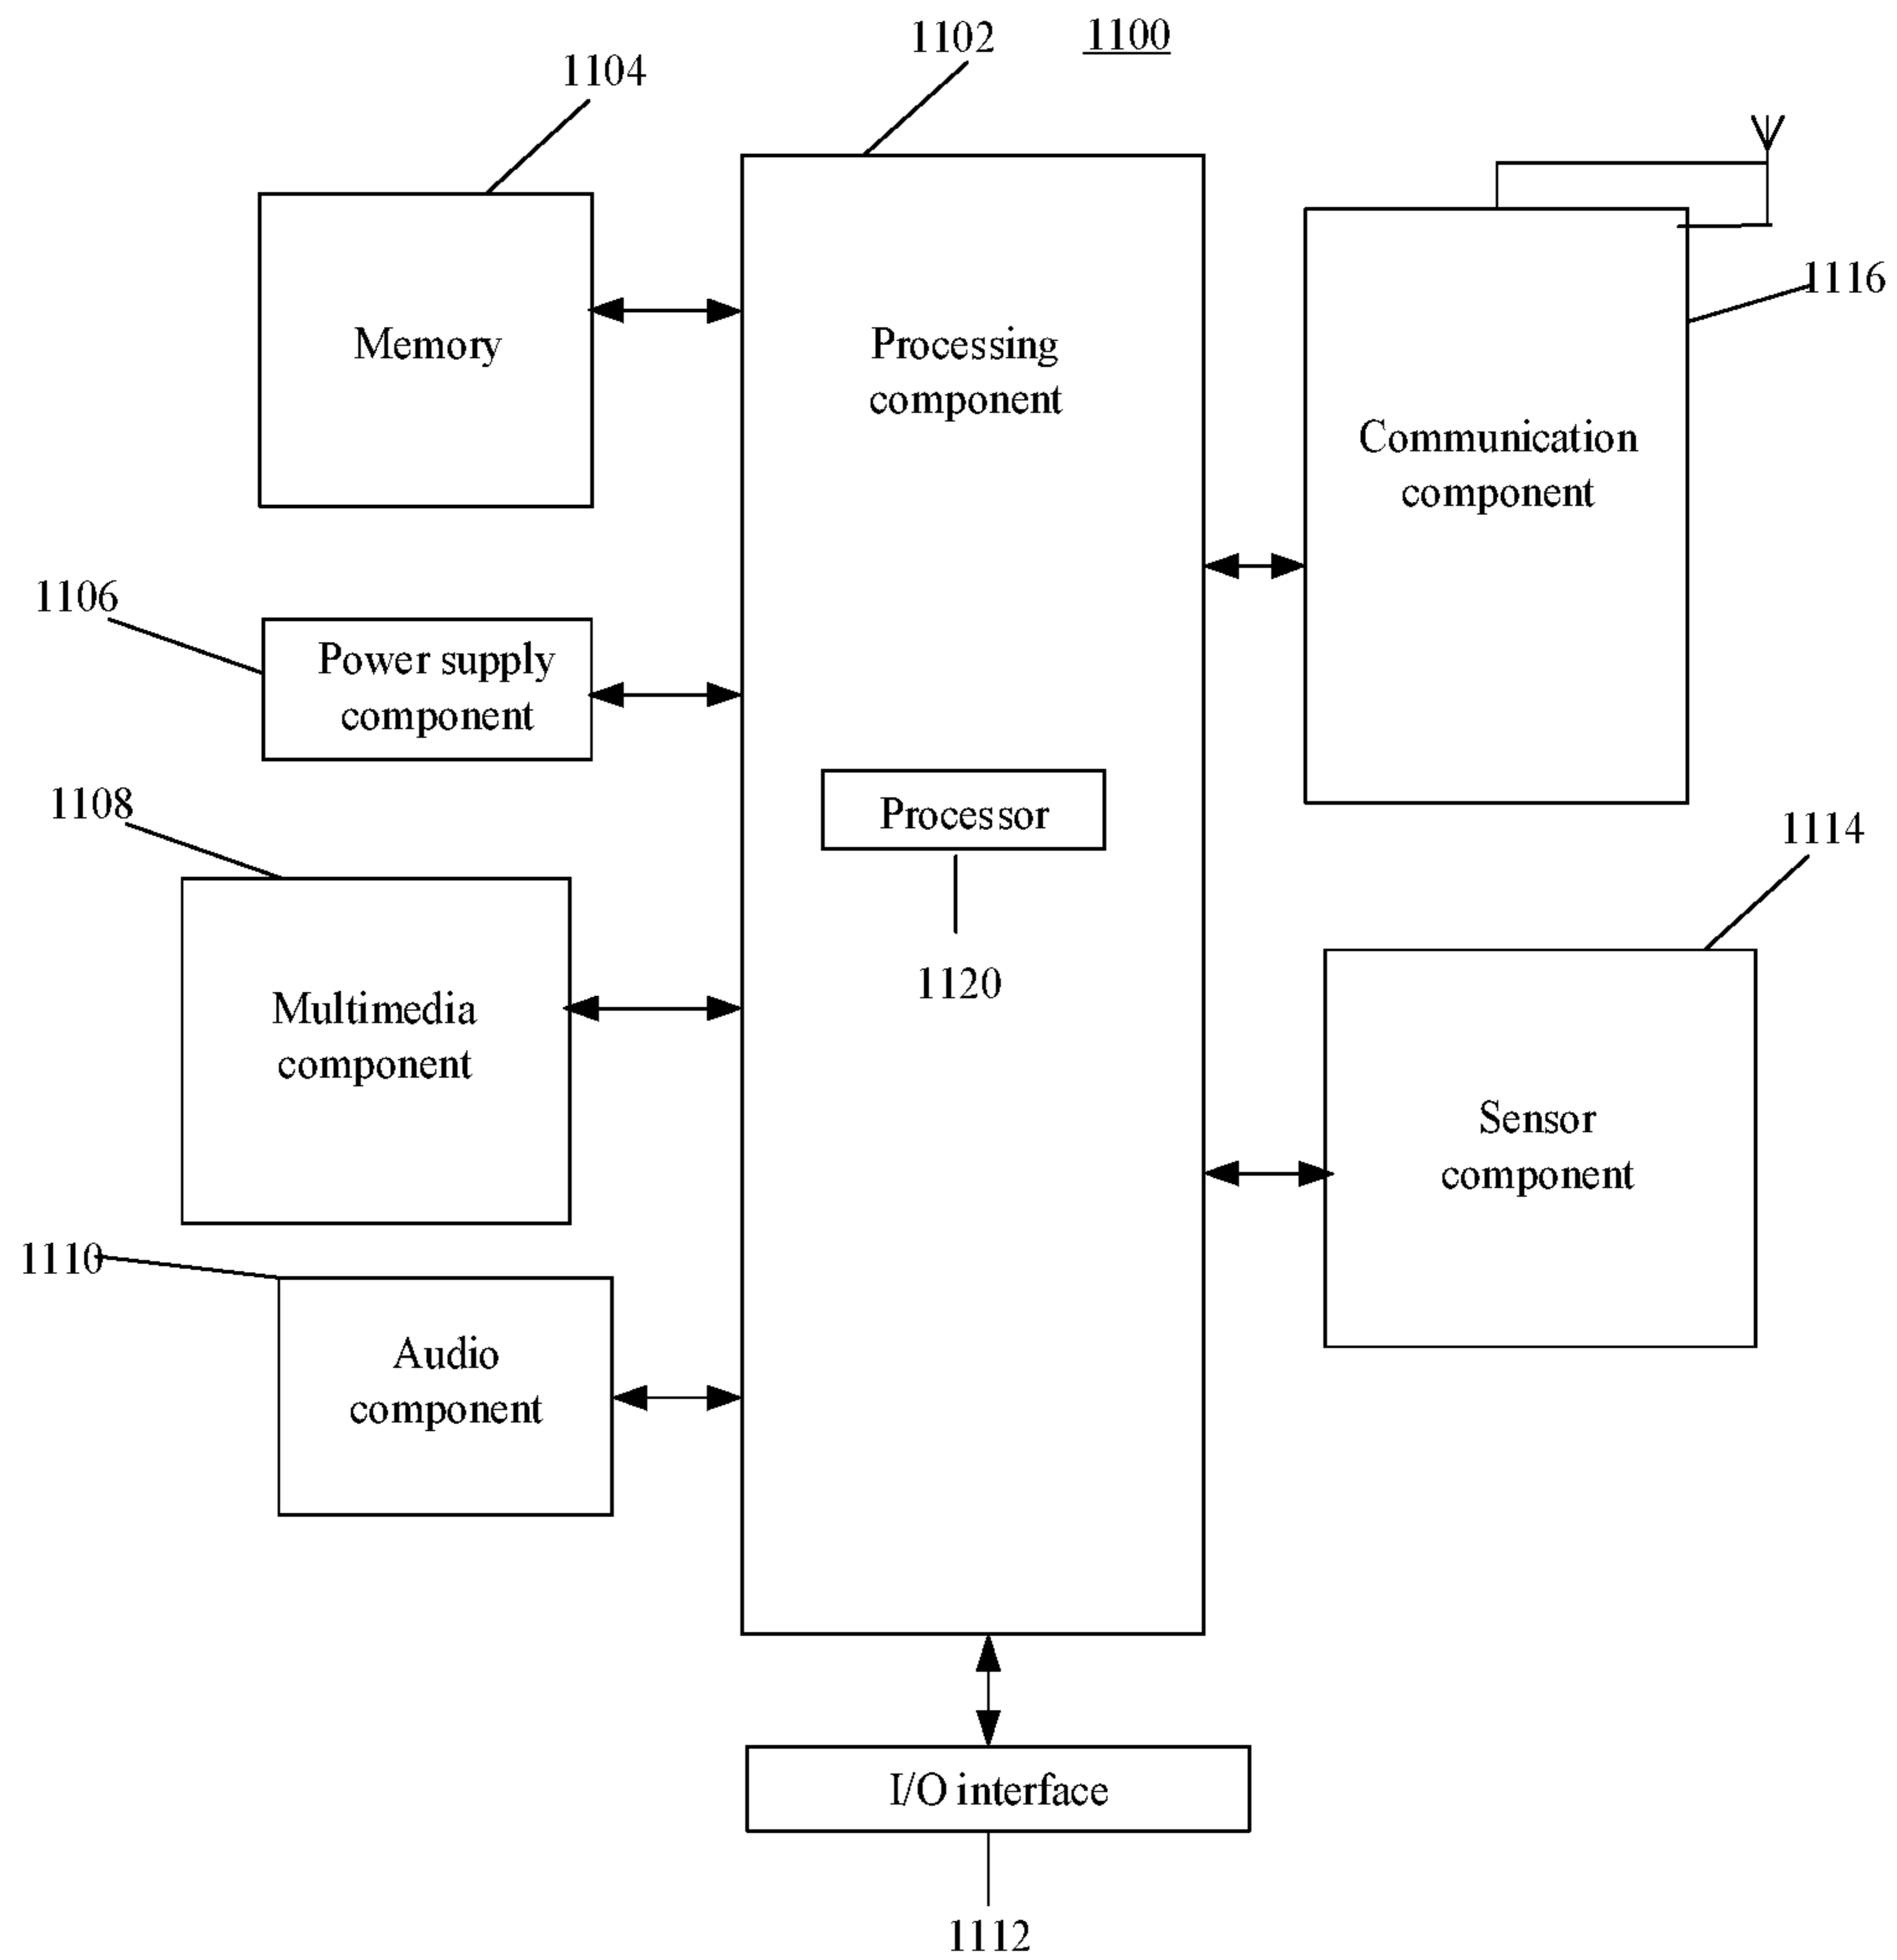 1102
1100
1104
Memory
Processing
component
1116
Communication
component
1106
Power supply
component
1108
Processor
1114
1120
Multimedia
component
Sensor
component
1110
Audio
component
I/O interface
1112